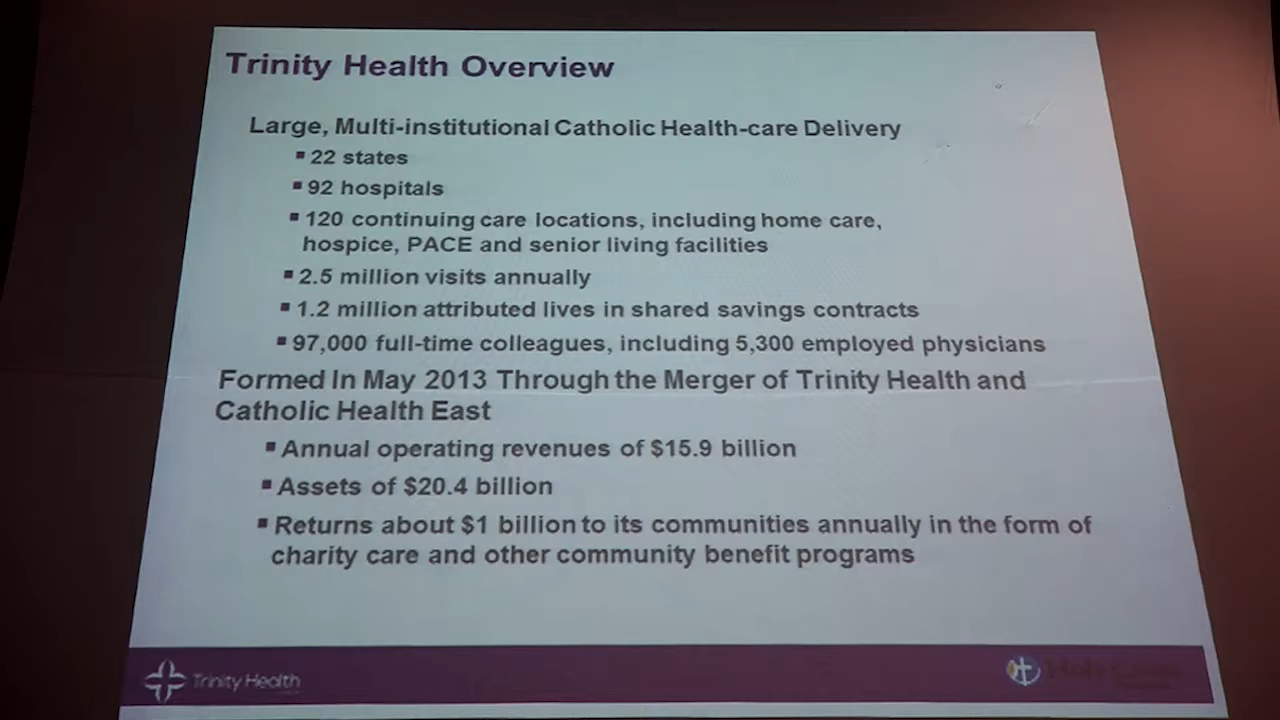 Trinity Health Overview
Large, Multi-institutional Catholic Health-care Delivery
▪ 22 states
▪ 92 hospitals
▪ 120 continuing care locations, including home care,
hospice, PACE and senior living facilities
▪ 2.5 million visits annually
▪ 1.2 million attributed lives in shared savings contracts
▪ 97,000 full-time colleagues, including 5,300 employed physicians
Formed In May 2013 Through the Merger of Trinity Health and
Catholic Health East
▪ Annual operating revenues of $15.9 billion
▪ Assets of $20.4 billion
▪ Returns about $1 billion to its communities annually in the form of
charity care and other community benefit programs
Trinity Health
Holy